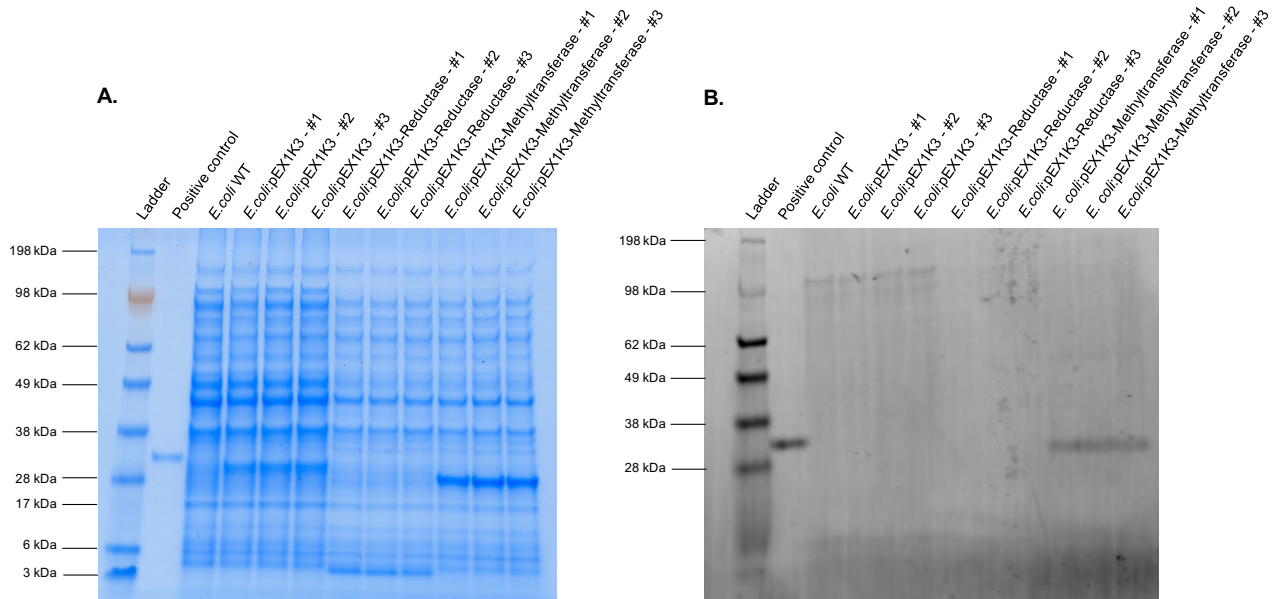 A.
Ladder
Positive control
E.coli WT
E.coli:pEX1K3 - #1
E.coli:pEX1K3 - #2
E.coli:pEX1K3 - #3
E.coli:pEX1K3-Reductase - #1
E.coli:pEX1K3-Reductase - #2
E.coli:pEX1K3-Reductase - #3
E.coli:pEX1K3-Methyltransferase - #1
E.coli:pEX1K3-Methyltransferase - #2
E.coli:pEX1K3-Methyltransferase - #3
198 kDa
98 kDa
62 kDa
49 kDa
38 kDa
28 kDa
17 kDa
6 kDa
3 kDa
B.
Ladder
Positive control
E.coli WT
E.coli:pEX1K3 - #1
E.coli:pEX1K3 - #2
E.coli:pEX1K3 - #3
E.coli:pEX1K3-Reductase - #1
E.coli:pEX1K3-Reductase - #2
E.coli:pEX1K3-Reductase - #3
E. coli:pEX1K3-Methyltransferase - #1
E. coli:pEX1K3-Methyltransferase - #2
E.coli:pEX1K3-Methyltransferase - #3
198 kDa
98 kDa
62 kDa
49 kDa
38 kDa
28 kDa